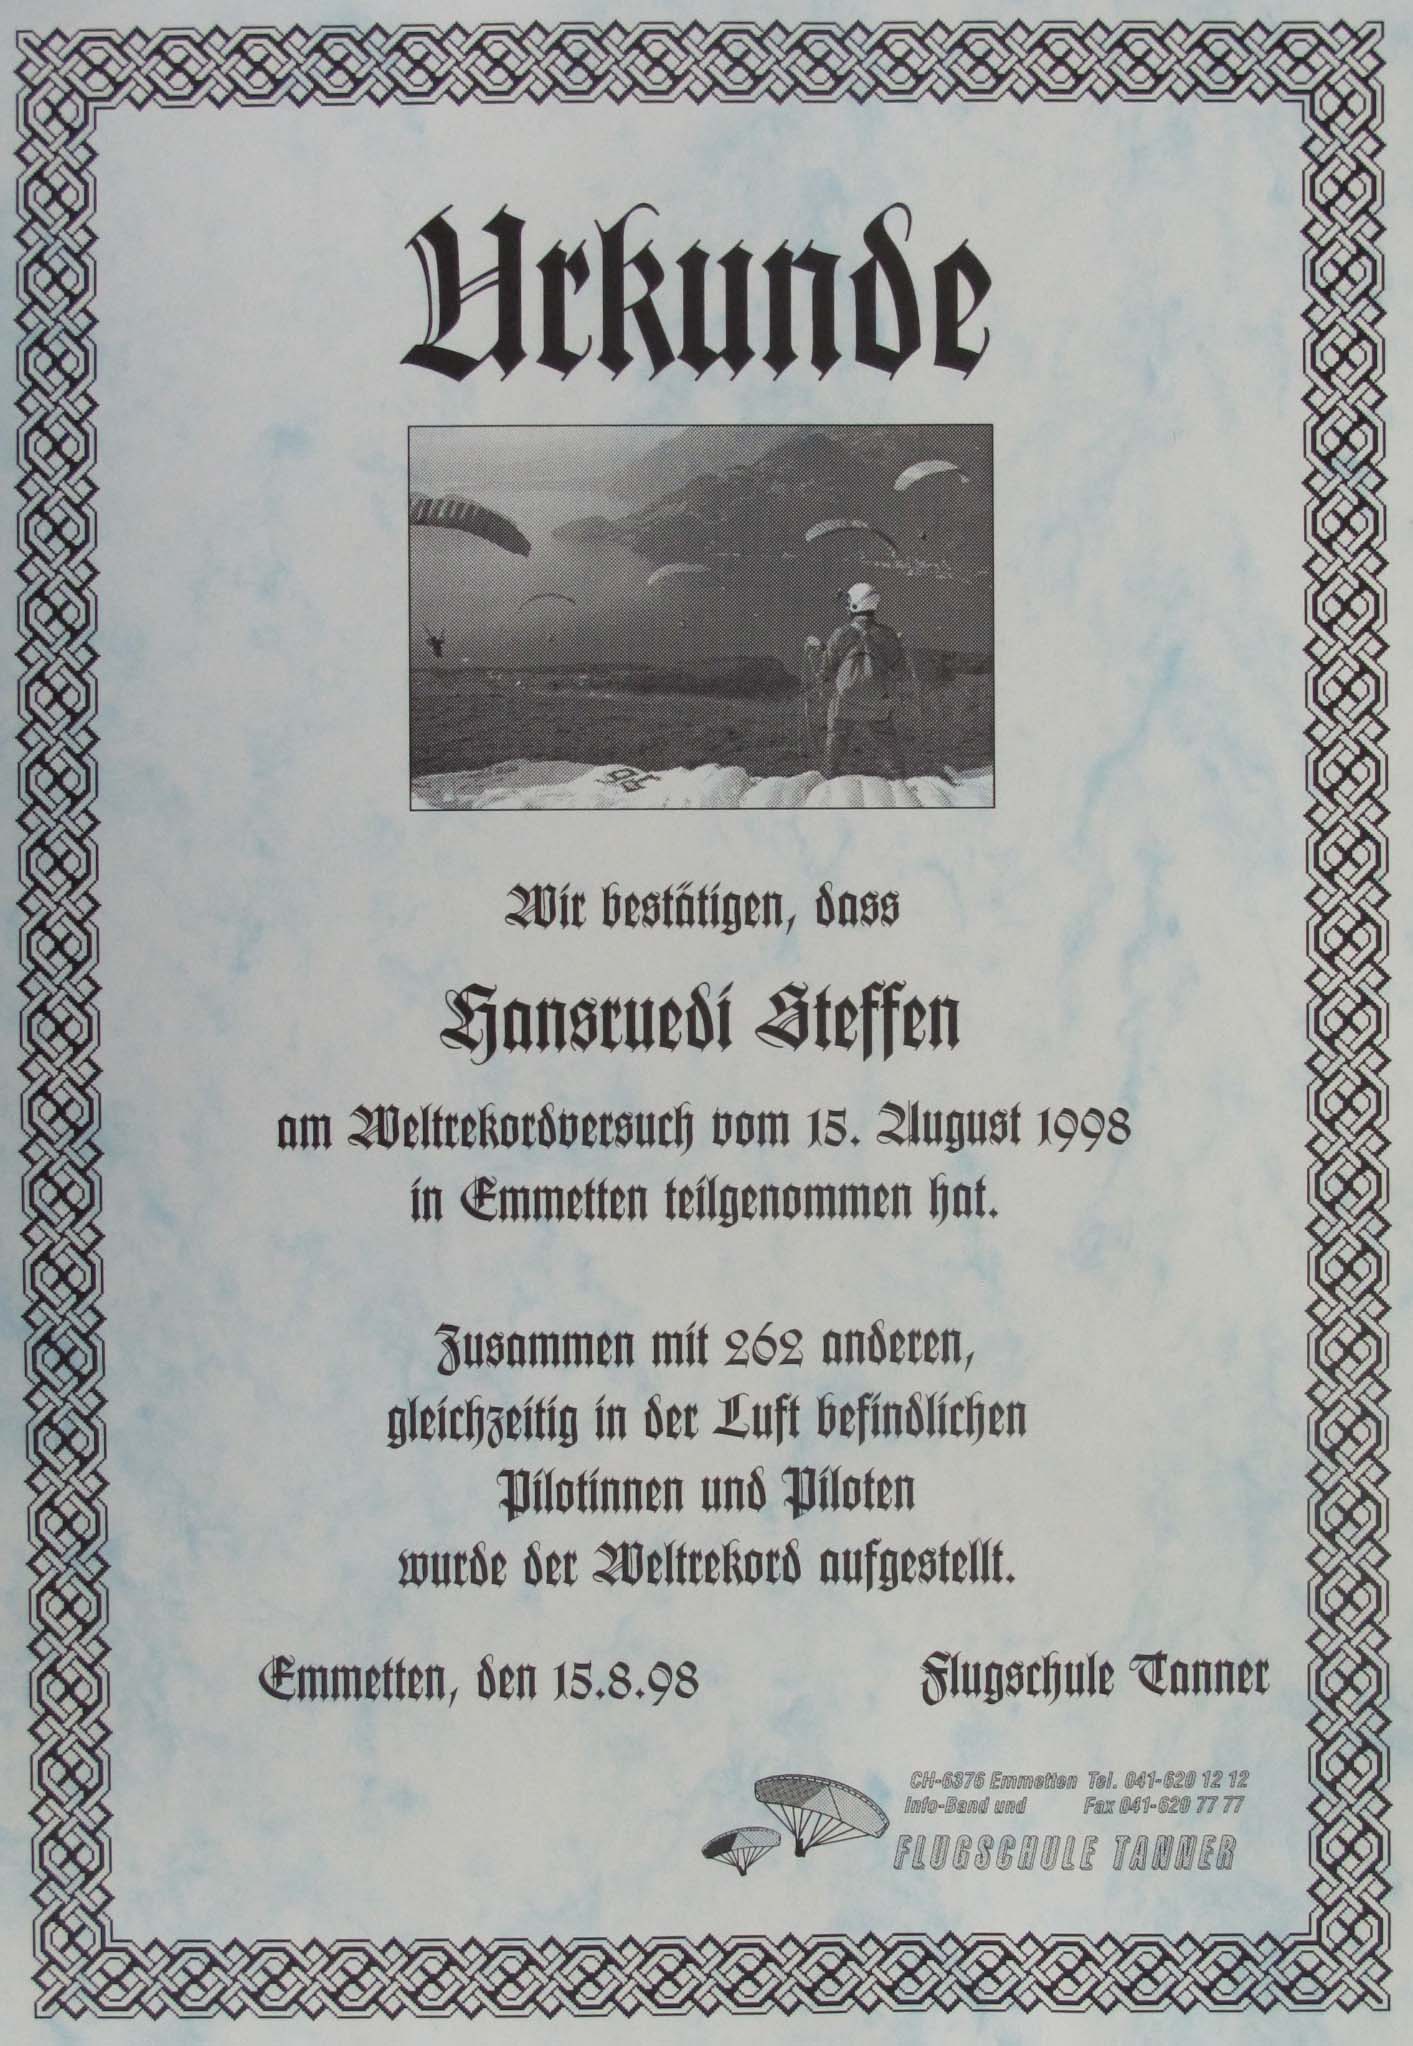 Urkunde
Wir bestätigen, dass
Hansruedi Steffen
am Weltrekordversuch vom 15. August 1998
in Emmetten teilgenommen hat.
Zusammen mit 262 anderen,
gleichzeitig in der Luft befindlichen
Pilotinnen und Piloten
wurde der Weltrekord aufgestellt.
Emmetten, den 15.8.98 Flugschule Tanner
CH-6376 Emmetten Tel. 041-620 12 12
Info-Band und Fax 041-620 77 77
FLUGSCHULE TANNER